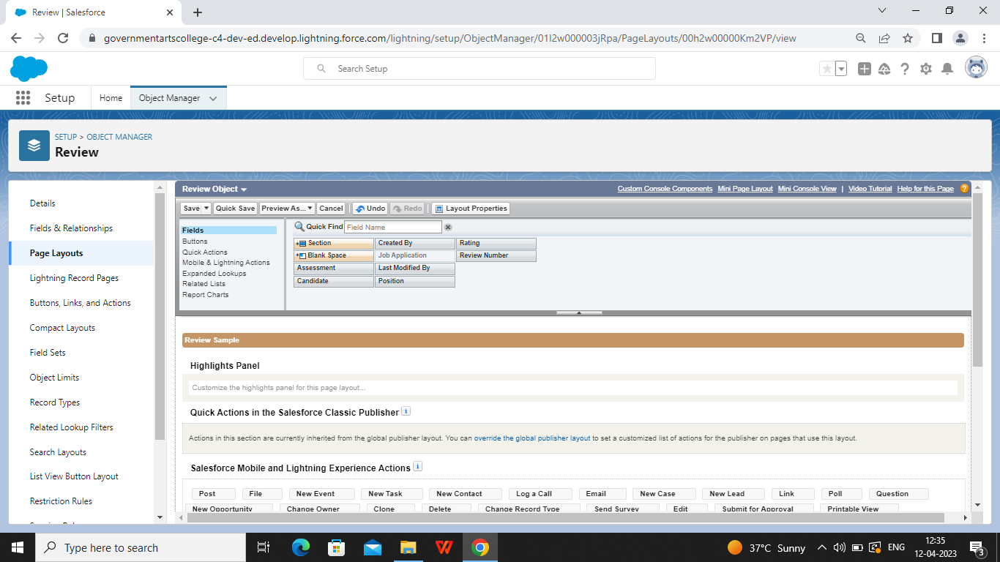 Review | Salesforce
governmentartscollege-c4-dev-ed.develop.lightning.force.com/lightning/setup/ObjectManager/01l2w000003jRpa/PageLayouts/00h2w00000Km2VP/view
Search Setup
Setup
Home
Object Manager
SETUP > OBJECT MANAGER
Review
Details
Fields & Relationships
Page Layouts
Lightning Record Pages
Buttons, Links, and Actions
Compact Layouts
Field Sets
Object Limits
Record Types
Related Lookup Filters
Search Layouts
List View Button Layout
Restriction Rules
Review Object
Custom Console Components Mini Page Layout Mini Console View | Video Tutorial Help for this Page
Save Quick Save Preview As... Cancel Undo Redo Layout Properties
Fields
Buttons
Quick Actions
Mobile & Lightning Actions
Expanded Lookups
Related Lists
Report Charts
Quick Find Field Name
Section Created By Rating
Blank Space Job Application Review Number
Assessment Last Modified By
Candidate Position
Review Sample
Highlights Panel
Customize the highlights panel for this page layout...
Quick Actions in the Salesforce Classic Publisher
Actions in this section are currently inherited from the global publisher layout. You can override the global publisher layout to set a customized list of actions for the publisher on pages that use this layout.
Salesforce Mobile and Lightning Experience Actions
Post File New Event New Task New Contact Log a Call Email New Case New Lead Link Poll Question
New Opportunity Change Owner Clone Delete Change Record Type Send Survey Edit Submit for Approval Printable View
Type here to search
37°C Sunny
ENG
12:35
12-04-2023
3